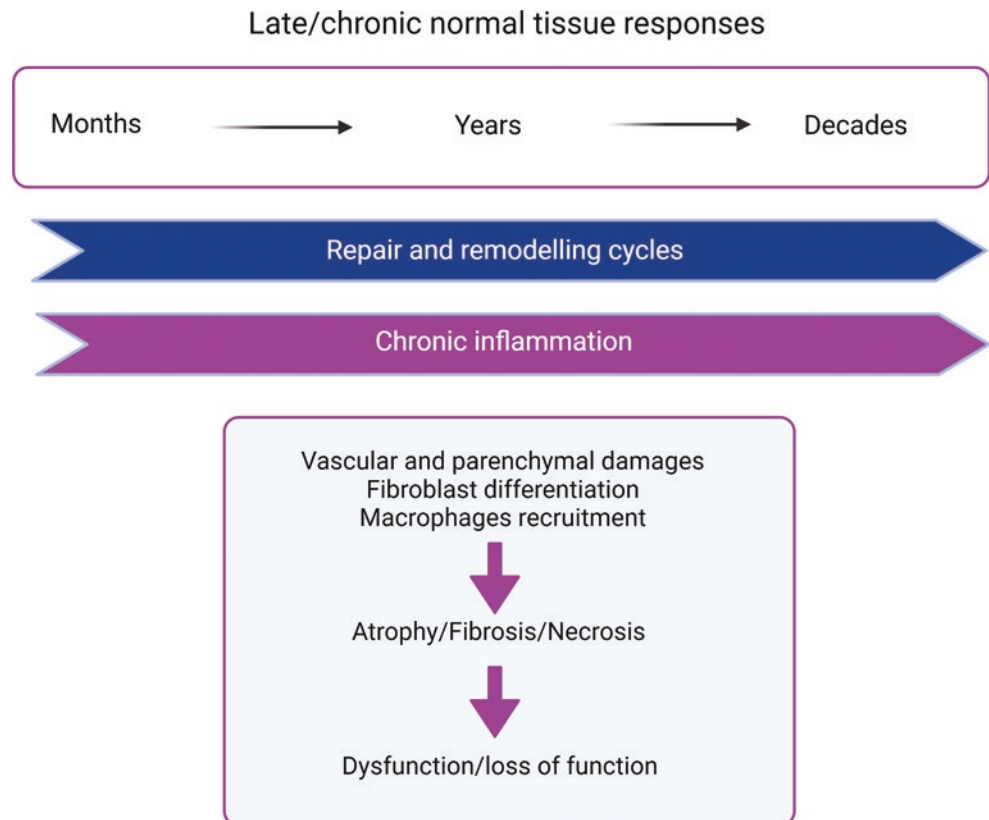 Late/chronic normal tissue responses
Months Years Decades
Repair and remodelling cycles
Chronic inflammation
Vascular and parenchymal damages
Fibroblast differentiation
Macrophages recruitment
Atrophy/Fibrosis/Necrosis
Dysfunction/loss of function